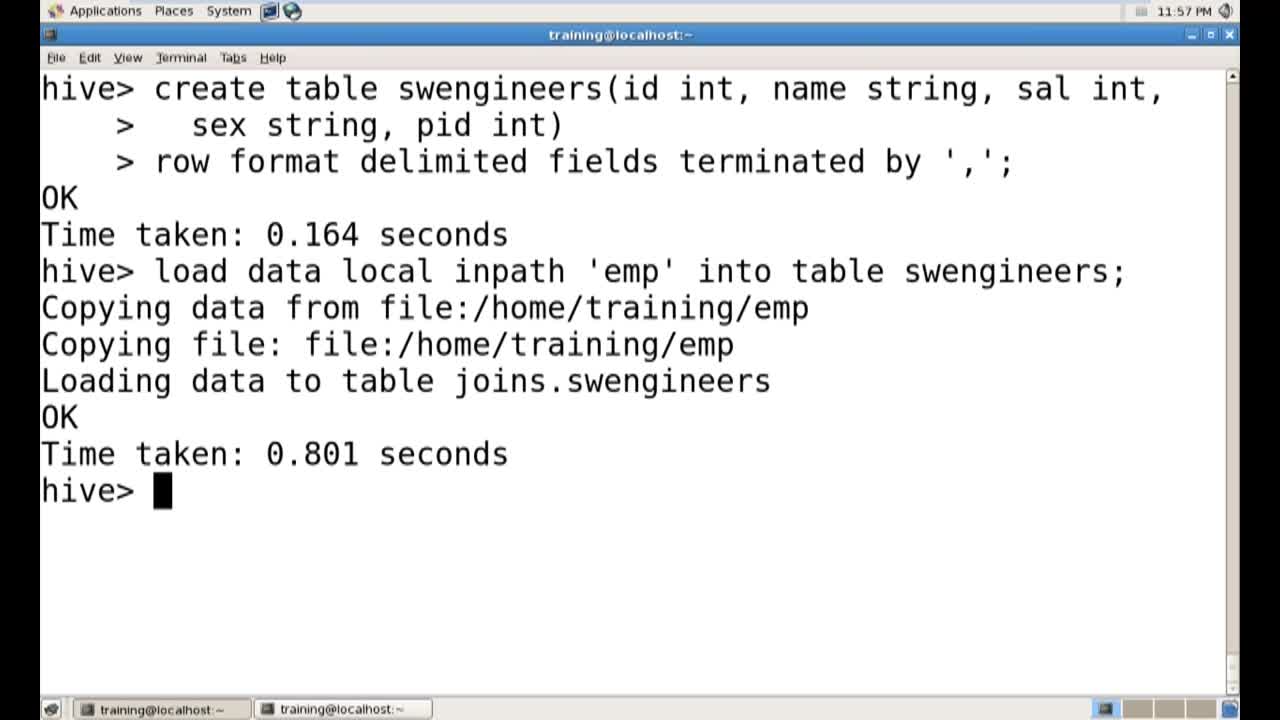 Applications Places System 11:57 PM
training@localhost:~
File Edit View Terminal Tabs Help
hive> create table swengineers(id int, name string, sal int,
    >   sex string, pid int)
    > row format delimited fields terminated by ',';
OK
Time taken: 0.164 seconds
hive> load data local inpath 'emp' into table swengineers;
Copying data from file:/home/training/emp
Copying file: file:/home/training/emp
Loading data to table joins.swengineers
OK
Time taken: 0.801 seconds
hive>
training@localhost:~ training@localhost:~